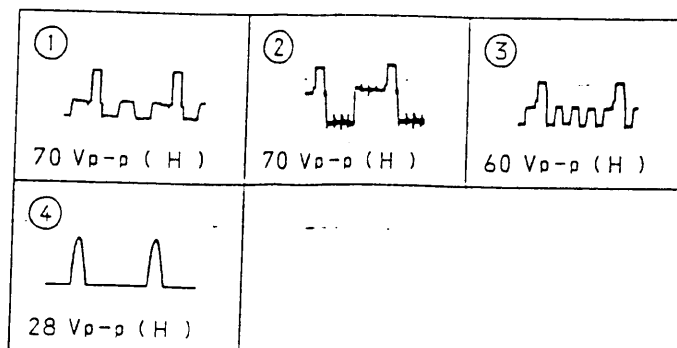 ①
②
③
70 Vp-p ( H )
70 Vp-p ( H )
60 Vp-p ( H )
④
28 Vp-p ( H )